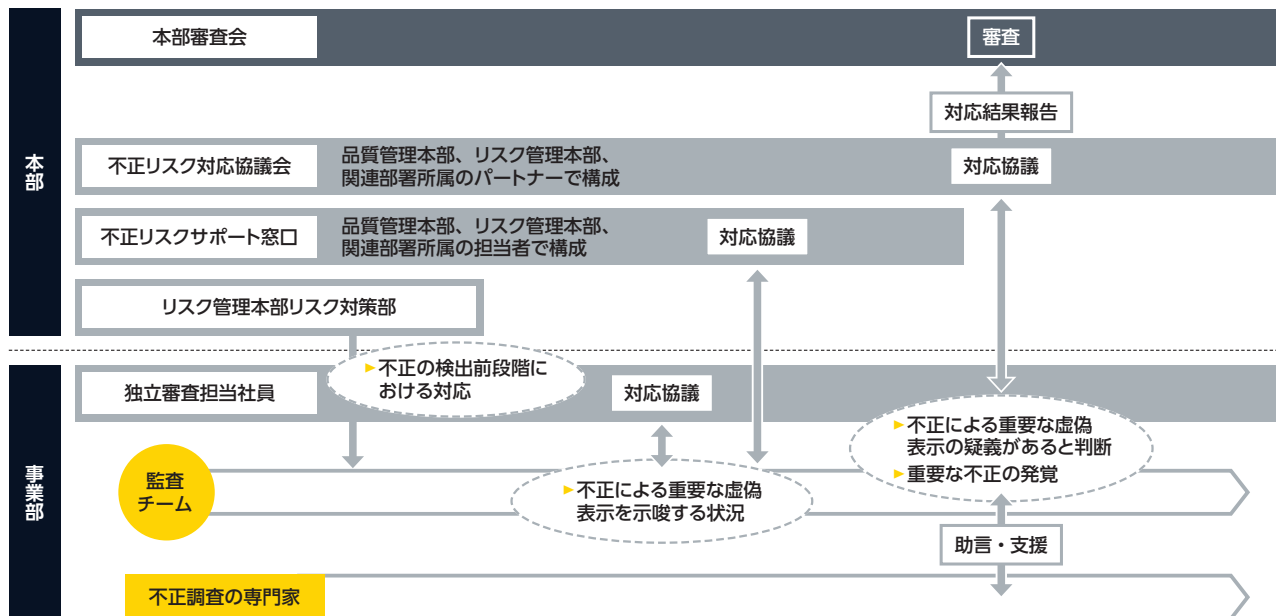 本部
本部審査会
審査
対応結果報告
不正リスク対応協議会
品質管理本部、リスク管理本部、
関連部署所属のパートナーで構成
対応協議
不正リスクサポート窓口
品質管理本部、リスク管理本部、
関連部署所属の担当者で構成
対応協議
リスク管理本部リスク対策部
事業部
►不正の検出前段階に
おける対応
独立審査担当社員
対応協議
►不正による重要な虚偽
表示の疑義があると判断
►重要な不正の発覚
監査
チーム
►不正による重要な虚偽
表示を示唆する状況
助言・支援
不正調査の専門家